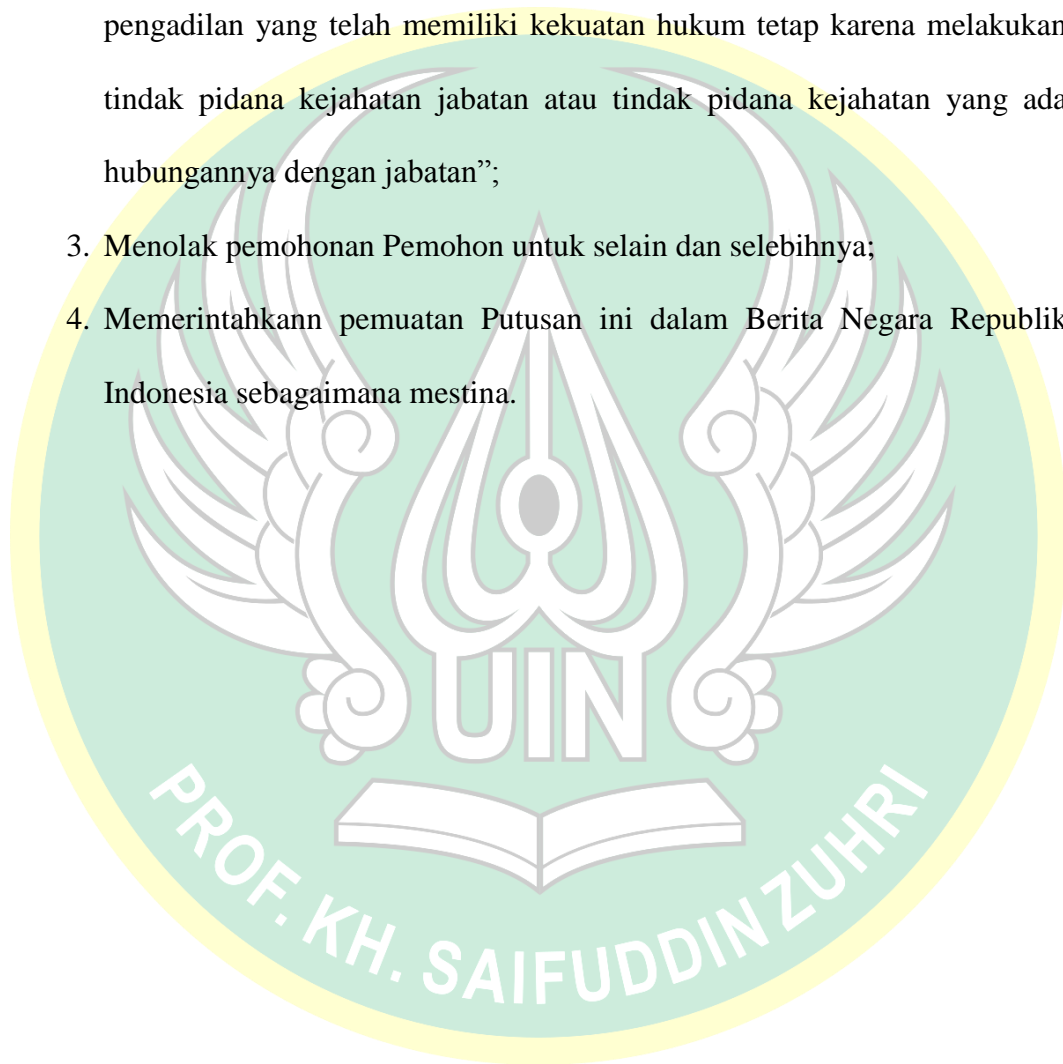 pengadilan yang telah memiliki kekuatan hukum tetap karena melakukan
tindak pidana kejahatan jabatan atau tindak pidana kejahatan yang ada
hubungannya dengan jabatan”;
3. Menolak pemohonan Pemohon untuk selain dan selebihnya;
4. Memerintahkann pemuatan Putusan ini dalam Berita Negara Republik
Indonesia sebagaimana mestina.
UIN
PROF. KH. SAIFUDDIN ZUHRI